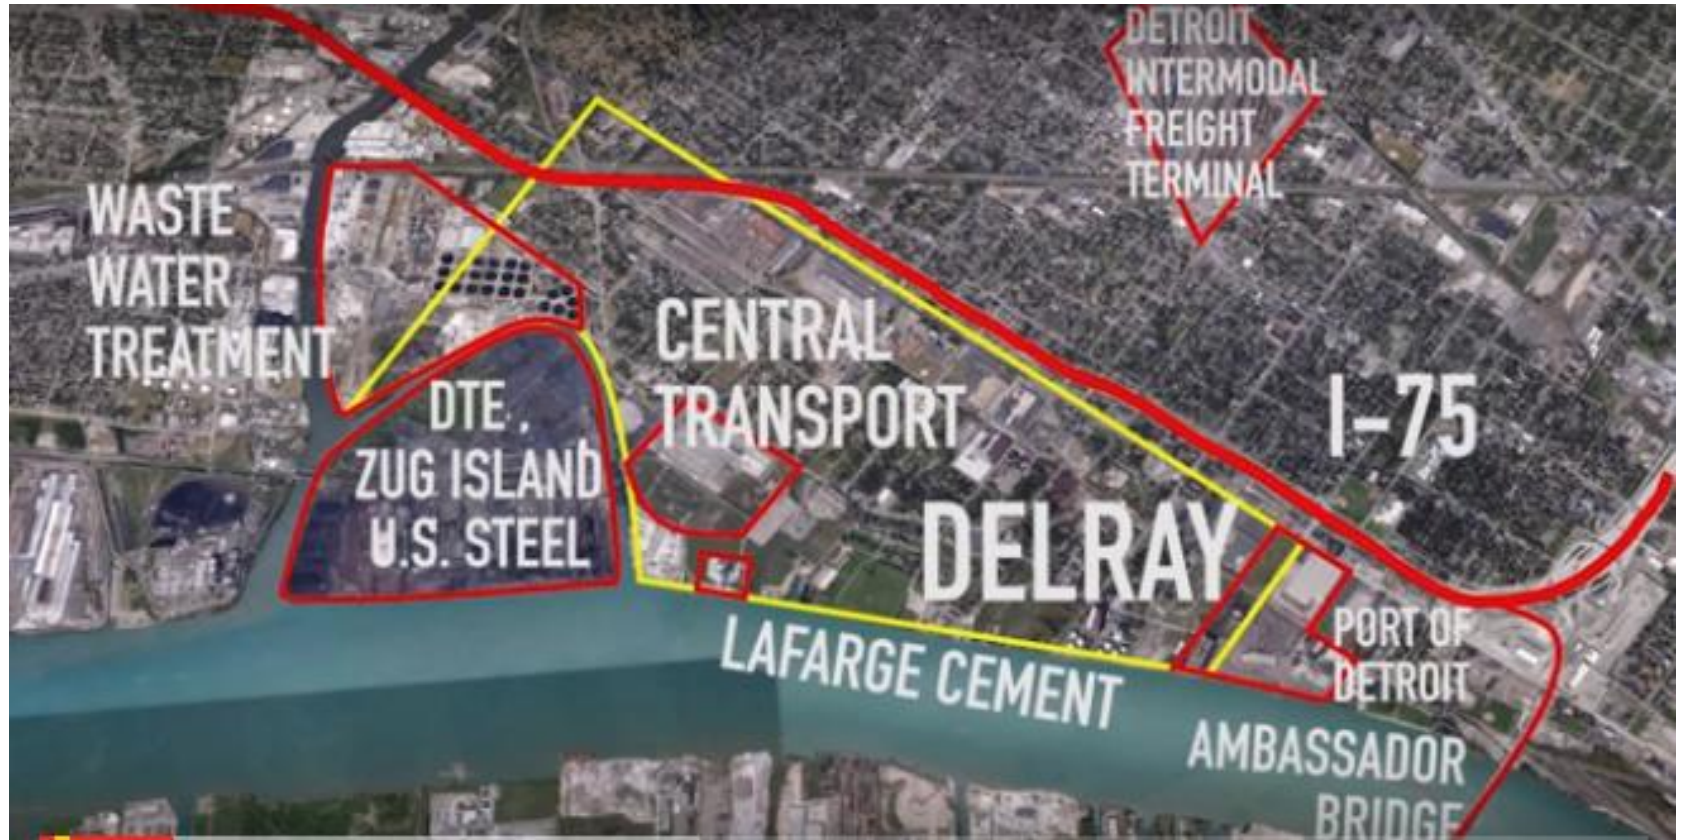 DETROIT
INTERMODAL
FREIGHT
TERMINAL
WASTE
WATER
TREATMENT
CENTRAL
TRANSPORT
DTE ,
ZUG ISLAND
U.S. STEEL
I-75
DELRAY
LAFARGE CEMENT
PORT OF
DETROIT
AMBASSADOR
BRIDGE